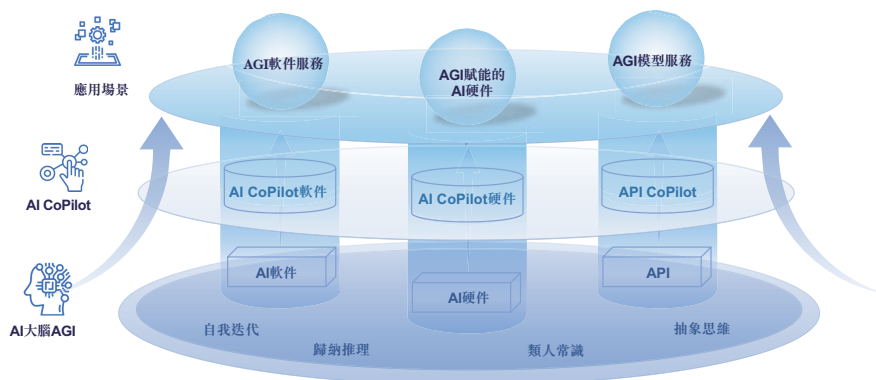 AGI軟件服務
AGI賦能的
AI硬件
AGI模型服務
應用場景
AI CoPilot
AI CoPilot軟件
AI CoPilot硬件
API CoPilot
AI大腦AGI
AI軟件
AI硬件
API
自我迭代
歸納推理
類人常識
抽象思維